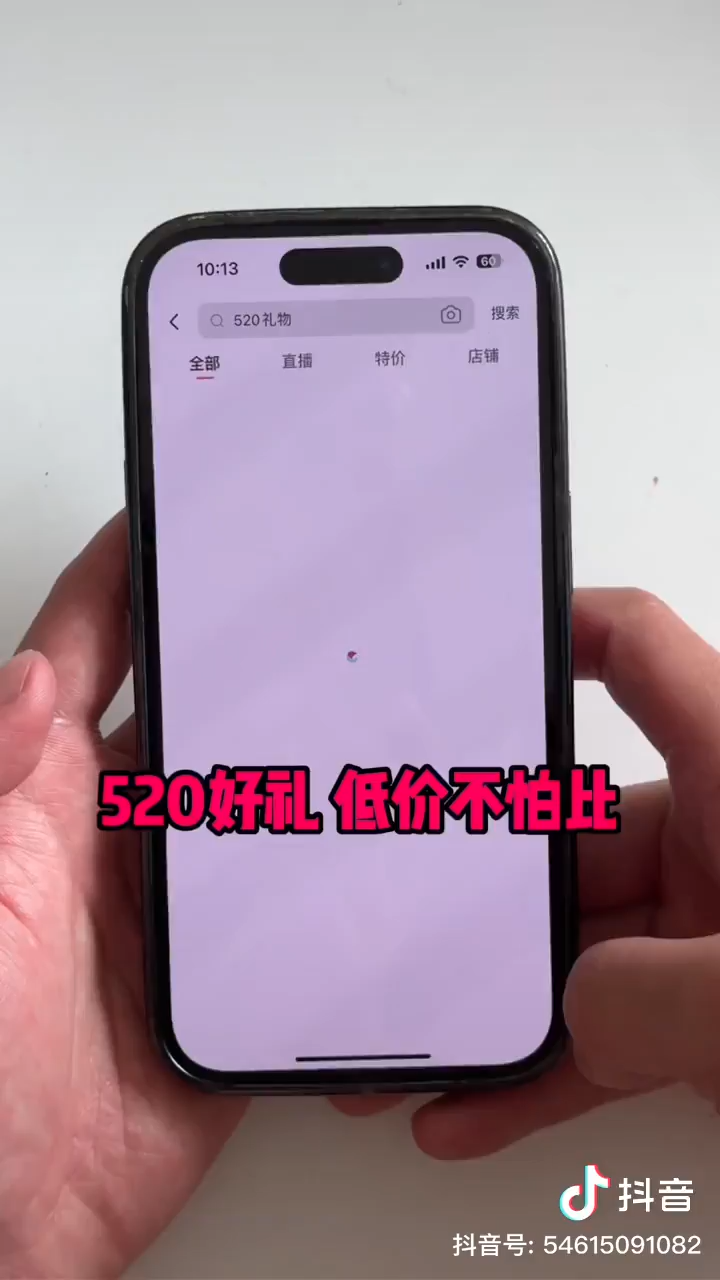 10:13
60
520礼物
搜索
全部
直播
特价
店铺
520好礼 低价不怕比
抖音
抖音号: 54615091082